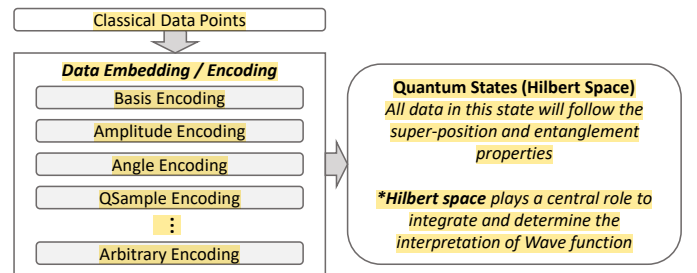 Classical Data Points
Data Embedding / Encoding
Basis Encoding
Amplitude Encoding
Angle Encoding
QSample Encoding
⋮
Arbitrary Encoding
Quantum States (Hilbert Space)
All data in this state will follow the
super-position and entanglement
properties
*Hilbert space plays a central role to
integrate and determine the
interpretation of Wave function